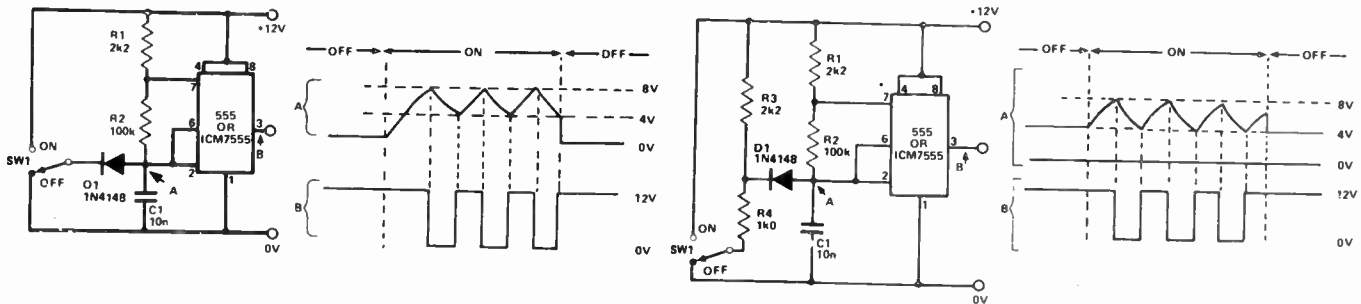 +12V
R1
2k2
4
8
7
R2
100k
6
555
OR
ICM7555
3
B
ON
SW1
OFF
D1
1N4148
2
A
1
C1
10n
0V
OFF
ON
OFF
A
8V
4V
0V
B
12V
0V
+12V
R1
2k2
R3
2k2
4
8
7
R2
100k
6
555
OR
ICM7555
3
B
D1
1N4148
2
A
R4
1k0
1
ON
SW1
OFF
C1
10n
0V
OFF
ON
OFF
A
8V
4V
0V
B
12V
0V